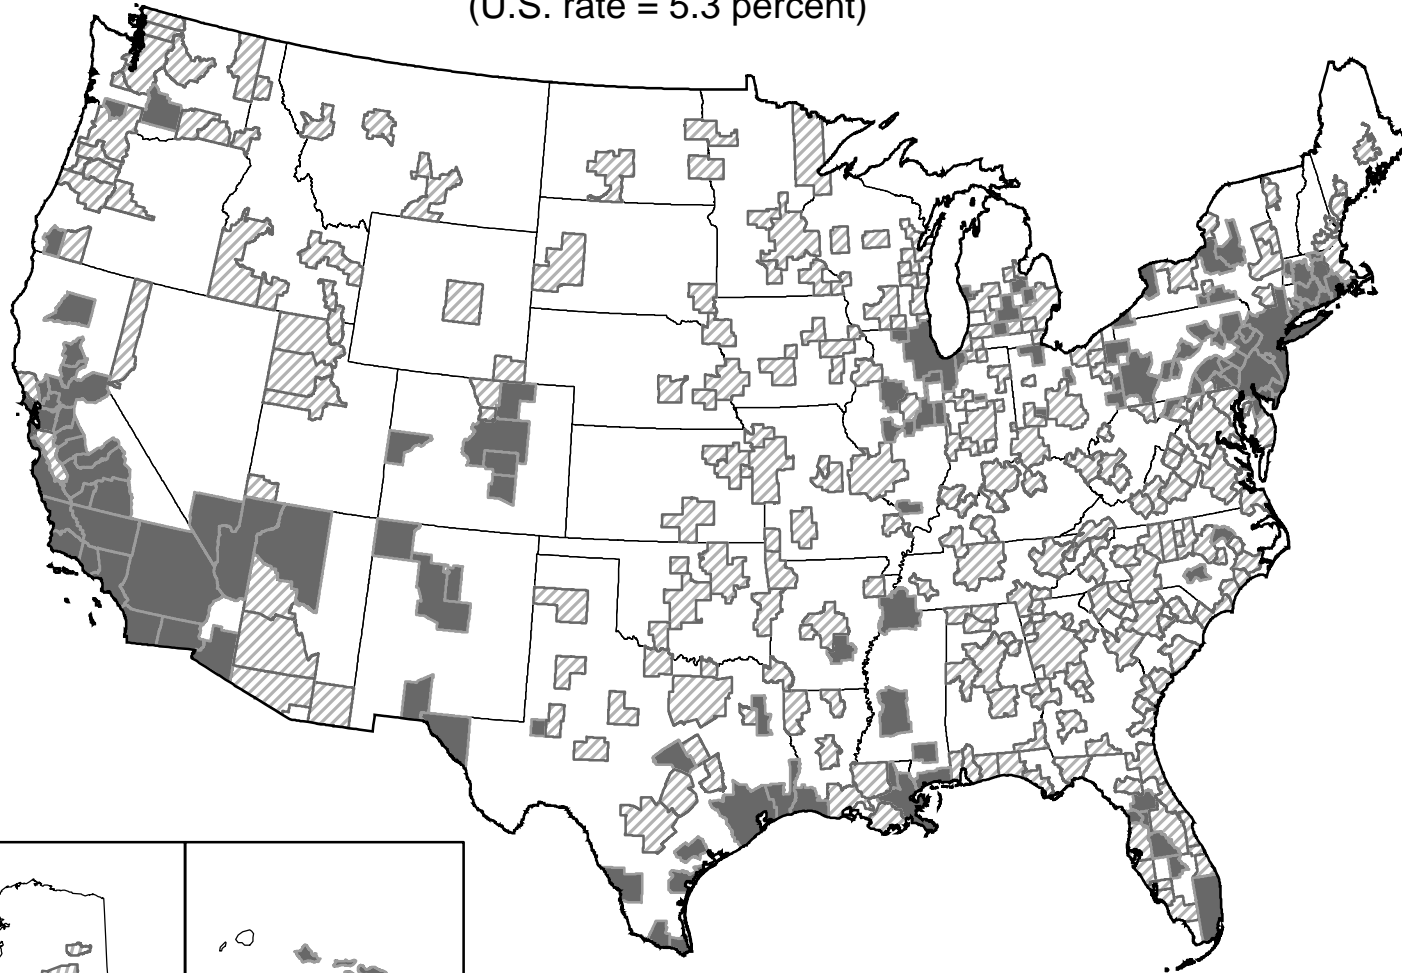 (U.S. rate = 5.3 percent)